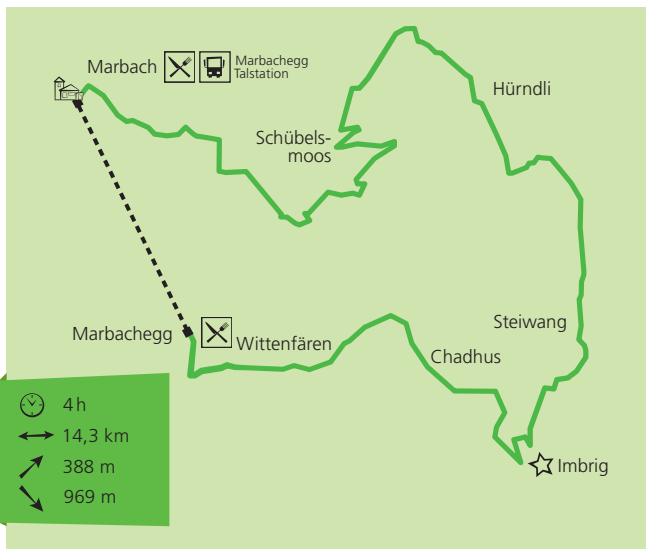 Marbach
Marbachegg
Talstation
Hürndli
Schübels-
moos
Steiwang
Marbachegg
Wittenfären
Chadhus
Imbrig
4 h
14,3 km
388 m
969 m